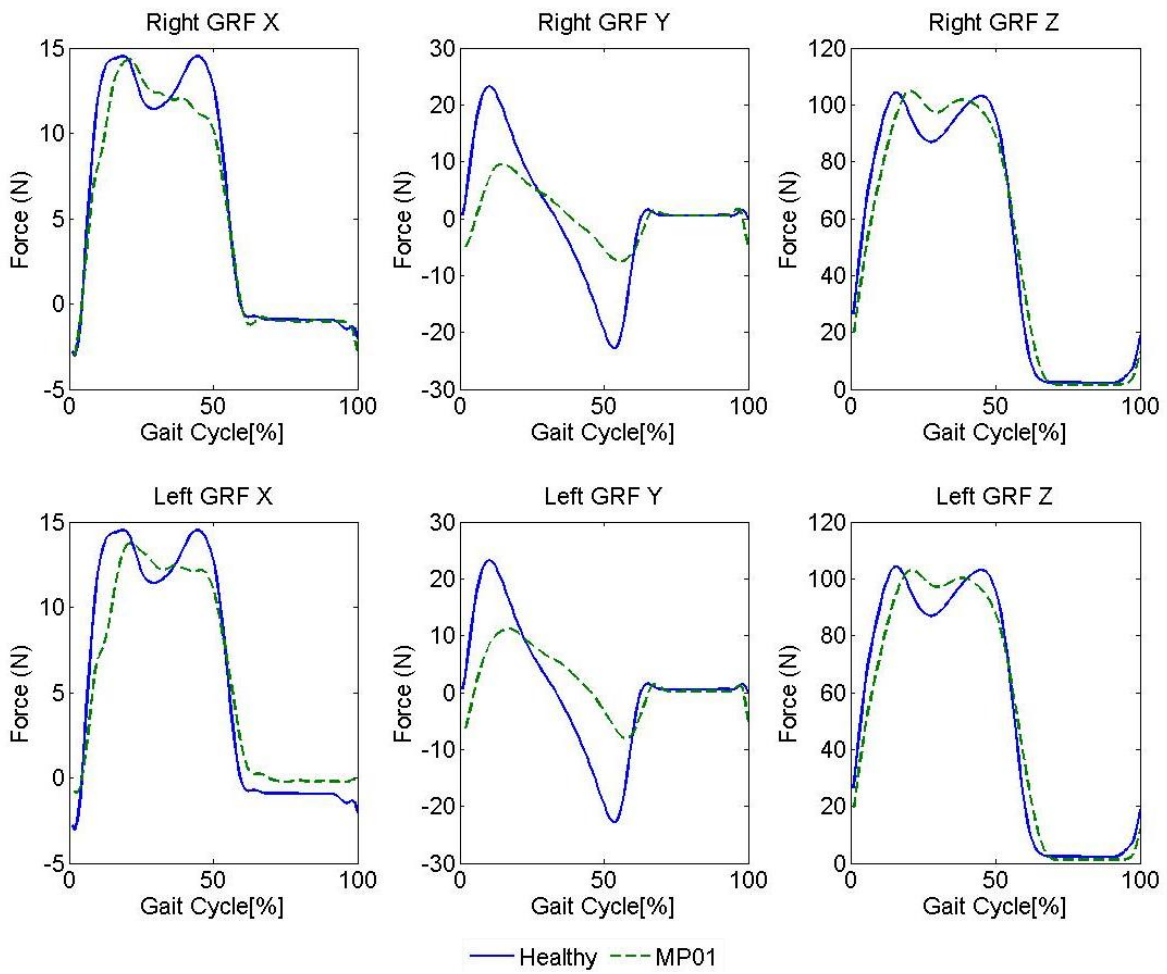 Right GRF X
Right GRF Y
Right GRF Z
15
10
5
0
-5
Force (N)
0
50
100
Gait Cycle[%]
30
20
10
0
-10
-20
-30
Force (N)
0
50
100
Gait Cycle[%]
120
100
80
60
40
20
0
Force (N)
0
50
100
Gait Cycle[%]
Left GRF X
Left GRF Y
Left GRF Z
15
10
5
0
-5
Force (N)
0
50
100
Gait Cycle[%]
30
20
10
0
-10
-20
-30
Force (N)
0
50
100
Gait Cycle[%]
120
100
80
60
40
20
0
Force (N)
0
50
100
Gait Cycle[%]
Healthy
MP01